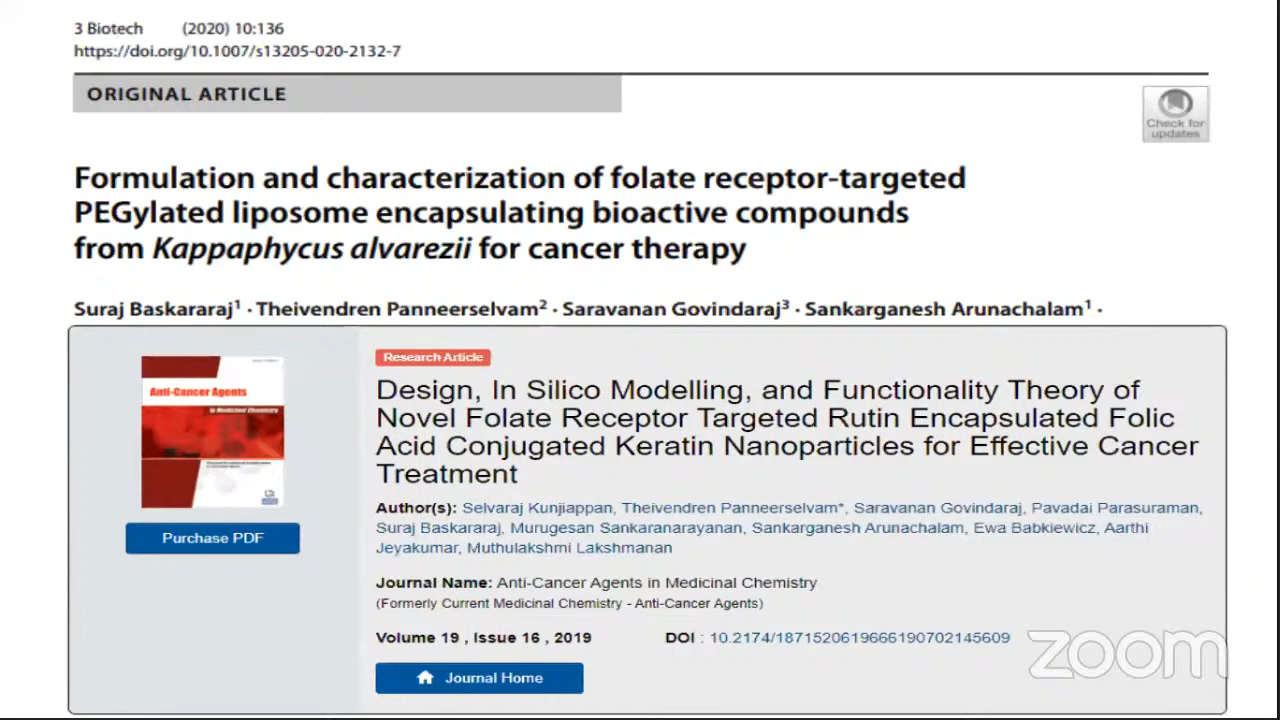 3 Biotech (2020) 10:136
https://doi.org/10.1007/s13205-020-2132-7
ORIGINAL ARTICLE
Check for
updates
Formulation and characterization of folate receptor-targeted
PEGylated liposome encapsulating bioactive compounds
from Kappaphycus alvarezii for cancer therapy
Suraj Baskararaj1 · Theivendren Panneerselvam2 · Saravanan Govindaraj3 · Sankarganesh Arunachalam1 ·
Anti-Cancer Agents
in Medicinal Chemistry
Purchase PDF
Research Article
Design, In Silico Modelling, and Functionality Theory of
Novel Folate Receptor Targeted Rutin Encapsulated Folic
Acid Conjugated Keratin Nanoparticles for Effective Cancer
Treatment
Author(s): Selvaraj Kunjiappan, Theivendren Panneerselvam*, Saravanan Govindaraj, Pavadai Parasuraman,
Suraj Baskararaj, Murugesan Sankaranarayanan, Sankarganesh Arunachalam, Ewa Babkiewicz, Aarthi
Jeyakumar, Muthulakshmi Lakshmanan
Journal Name: Anti-Cancer Agents in Medicinal Chemistry
(Formerly Current Medicinal Chemistry - Anti-Cancer Agents)
Volume 19 , Issue 16 , 2019 DOI : 10.2174/1871520619666190702145609
Journal Home
zoom